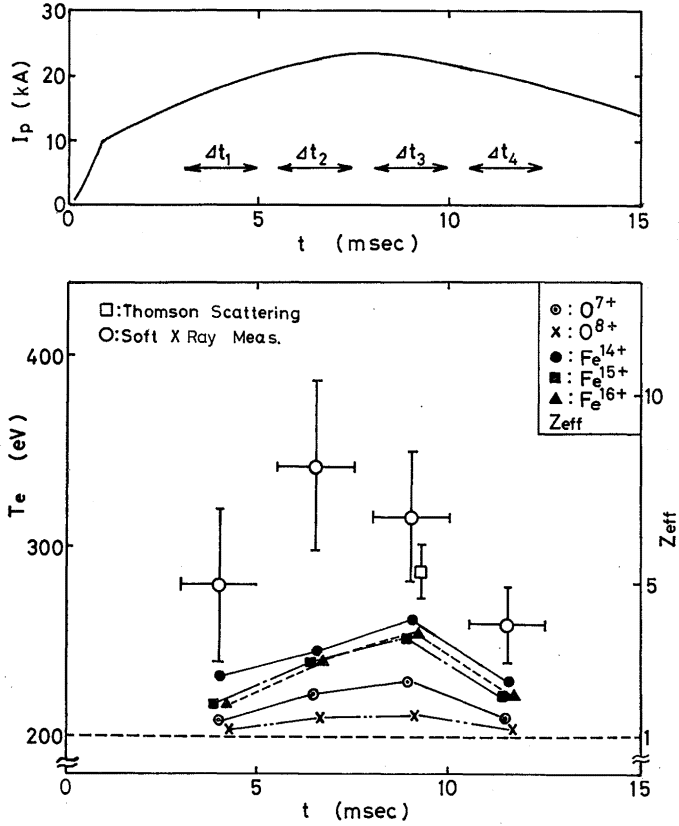 30
20
10
0
I_p (kA)
Δt₁
Δt₂
Δt₃
Δt₄
0
5
10
15
t (msec)
□:Thomson Scattering
○:Soft X Ray Meas.
⊙: O⁷⁺
x: O⁸⁺
●: Fe¹⁴⁺
■: Fe¹⁵⁺
▲: Fe¹⁶⁺
Zeff
400
300
200
Te (eV)
10
5
1
Zeff
0
5
10
15
t (msec)